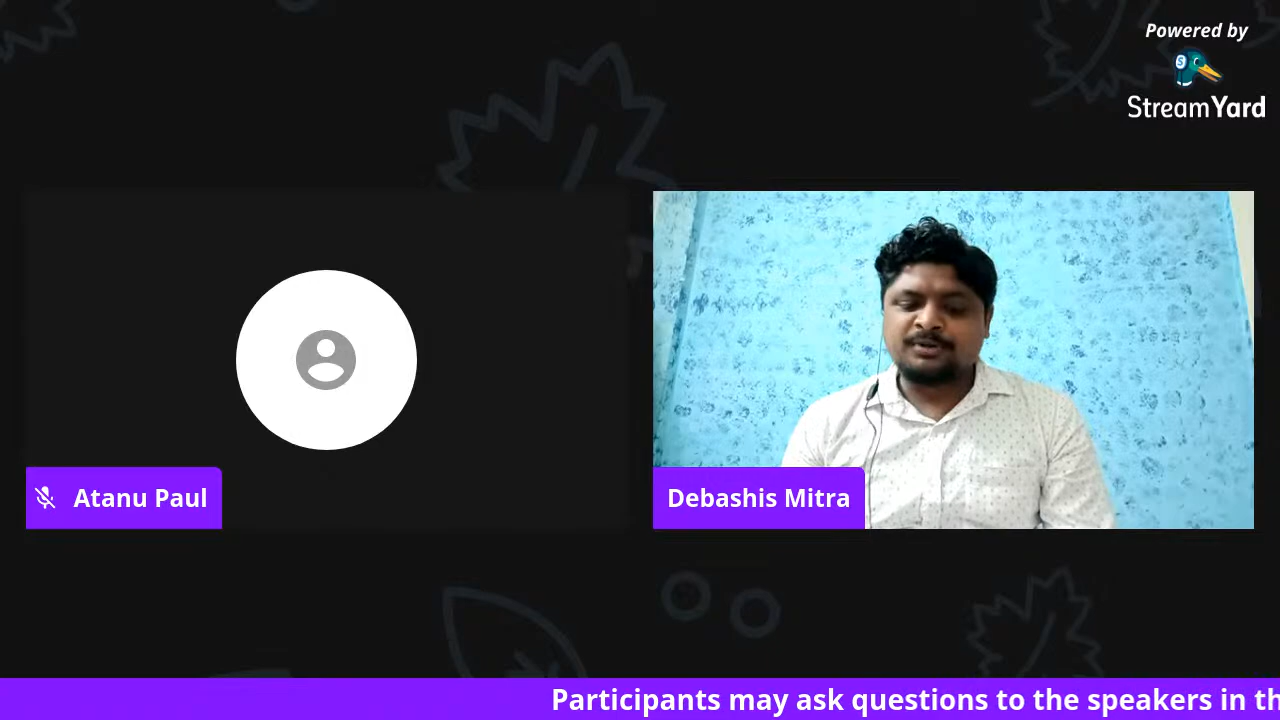 Powered by
StreamYard
Atanu Paul
Debashis Mitra
Participants may ask questions to the speakers in th